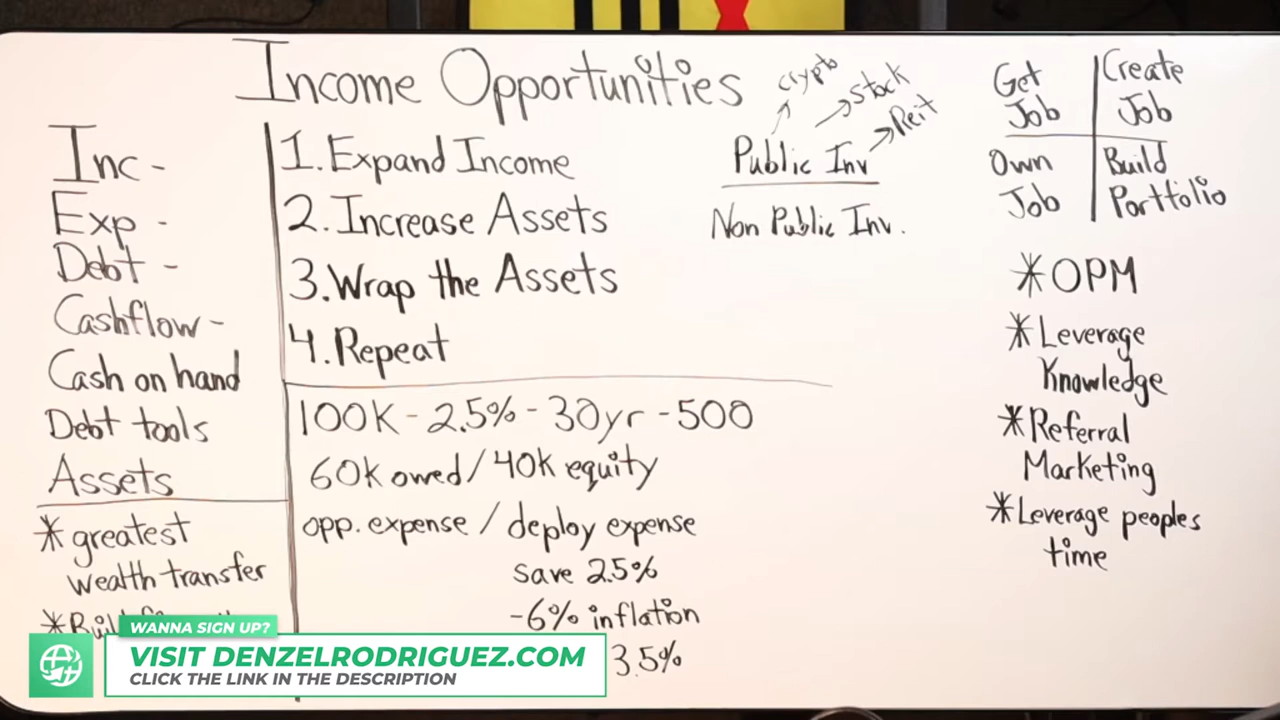 Income Opportunities
Inc -
Exp -
Debt -
Cashflow -
Cash on hand
Debt tools
Assets
* greatest
wealth transfer
1. Expand Income
2. Increase Assets
3. Wrap the Assets
4. Repeat
100K - 2.5% - 30yr - 500
60K owed / 40K equity
opp. expense / deploy expense
save 2.5%
-6% inflation
3.5%
crypto
stock
Reit
Public Inv
Non Public Inv.
Get Job
Create Job
Own Job
Build Portfolio
* OPM
* Leverage
Knowledge
* Referral
Marketing
* Leverage peoples
time
WANNA SIGN UP?
VISIT DENZELRODRIGUEZ.COM
CLICK THE LINK IN THE DESCRIPTION